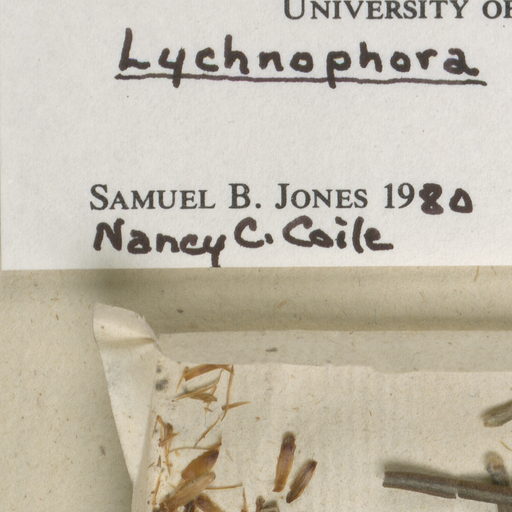 UNIVERSITY OF
Lychnophora
SAMUEL B. JONES 1980
Nancy C. Coile